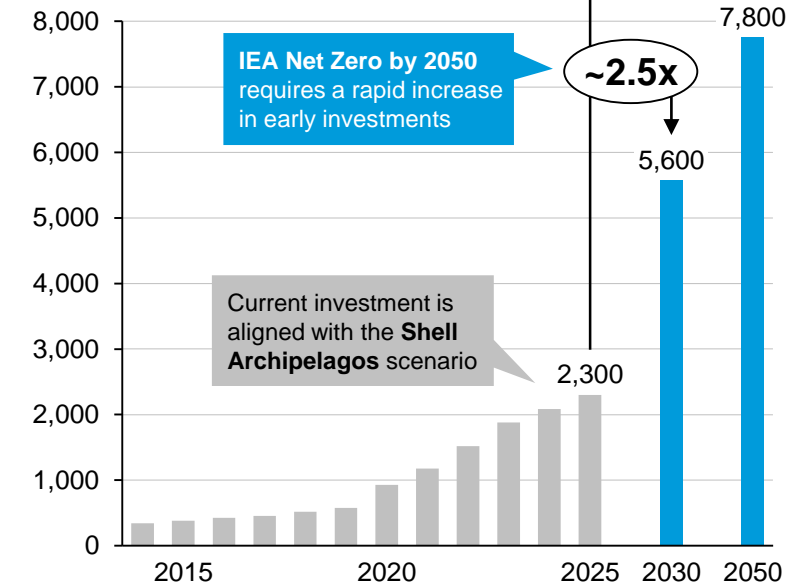 8,000
7,000
6,000
5,000
4,000
3,000
2,000
1,000
0
IEA Net Zero by 2050
requires a rapid increase
in early investments
~2.5x
7,800
5,600
Current investment is
aligned with the Shell
Archipelagos scenario
2,300
2015
2020
2025
2030
2050